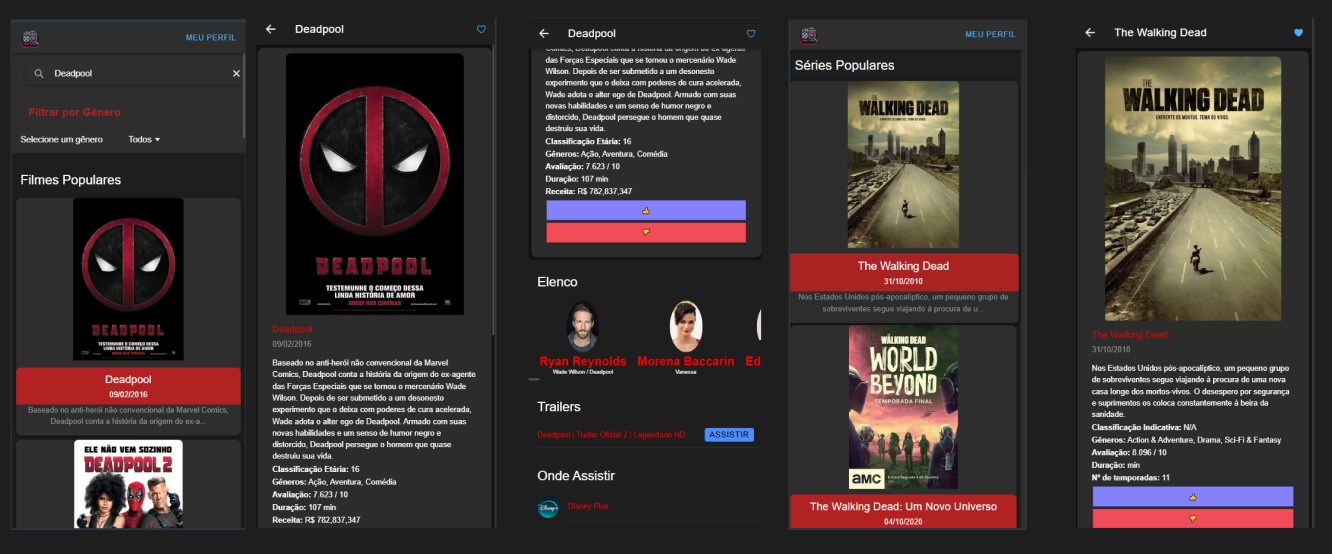 MEU PERFIL
Deadpool
Filtrar por Gênero
Selecione um gênero
Todos
Filmes Populares
DEADPOOL
TESTEMUNHE O COMEÇO DESSA
LINDA HISTÓRIA DE AMOR
BREVE NOS CINEMAS
Deadpool
09/02/2016
Baseado no anti-herói não convencional da Marvel Comics,
Deadpool conta a história da origem do ex-a...
ELE NÃO VEM SOZINHO
DEADPOOL 2
Deadpool
DEADPOOL
TESTEMUNHE O COMEÇO DESSA
LINDA HISTÓRIA DE AMOR
BREVE NOS CINEMAS
Deadpool
09/02/2016
Baseado no anti-herói não convencional da Marvel
Comics, Deadpool conta a história da origem do ex-agente
das Forças Especiais que se tornou o mercenário Wade
Wilson. Depois de ser submetido a um desonesto
experimento que o deixa com poderes de cura acelerada,
Wade adota o alter ego de Deadpool. Armado com suas
novas habilidades e um senso de humor negro e
distorcido, Deadpool persegue o homem que quase
destruiu sua vida.
Classificação Etária: 16
Gêneros: Ação, Aventura, Comédia
Avaliação: 7.623 / 10
Duração: 107 min
Receita: R$ 782,837,347
Deadpool
Comics, Deadpool conta a história da origem do ex-agente
das Forças Especiais que se tornou o mercenário Wade
Wilson. Depois de ser submetido a um desonesto
experimento que o deixa com poderes de cura acelerada,
Wade adota o alter ego de Deadpool. Armado com suas
novas habilidades e um senso de humor negro e
distorcido, Deadpool persegue o homem que quase
destruiu sua vida.
Classificação Etária: 16
Gêneros: Ação, Aventura, Comédia
Avaliação: 7.623 / 10
Duração: 107 min
Receita: R$ 782,837,347
Elenco
Ryan Reynolds
Wade Wilson / Deadpool
Morena Baccarin
Vanessa
Ed
Trailers
Deadpool | Trailer Oficial 2 | Legendado HD
ASSISTIR
Onde Assistir
Disney+
Disney Plus
MEU PERFIL
Séries Populares
THE
WALKING DEAD
ENFRENTE OS MORTOS. TEMA OS VIVOS.
The Walking Dead
31/10/2010
Nos Estados Unidos pós-apocalíptico, um pequeno grupo de
sobreviventes segue viajando à procura de u...
THE WALKING DEAD
WORLD
BEYOND
TEMPORADA FINAL
aMC
The Walking Dead: Um Novo Universo
04/10/2020
The Walking Dead
THE
WALKING DEAD
ENFRENTE OS MORTOS. TEMA OS VIVOS.
The Walking Dead
31/10/2010
Nos Estados Unidos pós-apocalíptico, um pequeno grupo
de sobreviventes segue viajando à procura de uma nova
casa longe dos mortos-vivos. O desespero por segurança
e suprimentos os coloca constantemente à beira da
sanidade.
Classificação Indicativa: N/A
Gêneros: Action & Adventure, Drama, Sci-Fi & Fantasy
Avaliação: 8.096 / 10
Duração: min
Nº de temporadas: 11